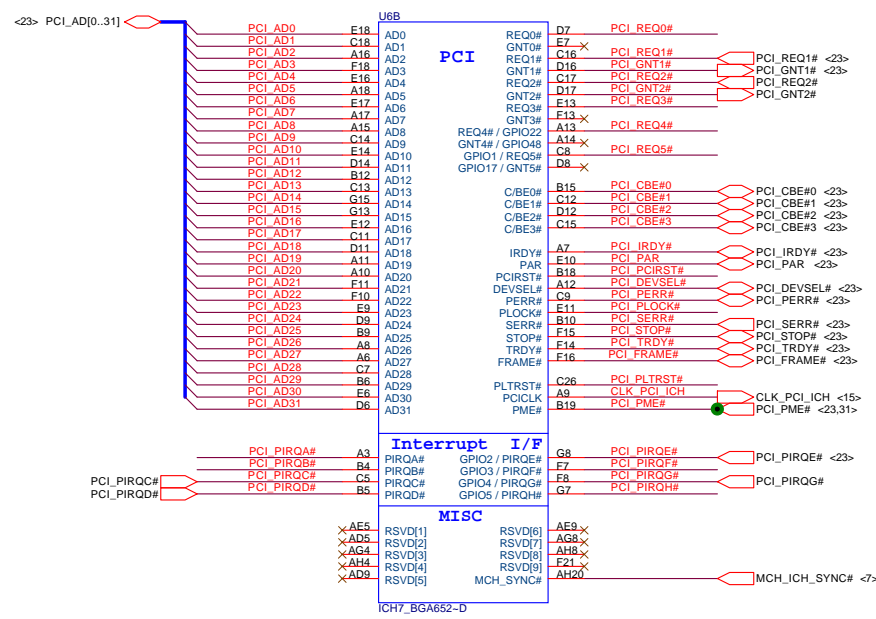 U6B
<23> PCI_AD[0..31]
PCI
PCI_AD0 E18 AD0 REQ0# D7 PCI_REQ0#
PCI_AD1 C18 AD1 GNT0# E7
PCI_AD2 A16 AD2 REQ1# C16 PCI_REQ1# PCI_REQ1# <23>
PCI_AD3 F18 AD3 GNT1# D16 PCI_GNT1# PCI_GNT1# <23>
PCI_AD4 E16 AD4 REQ2# C17 PCI_REQ2# PCI_REQ2#
PCI_AD5 A18 AD5 GNT2# D17 PCI_GNT2# PCI_GNT2#
PCI_AD6 E17 AD6 REQ3# E13 PCI_REQ3#
PCI_AD7 A17 AD7 GNT3# F13
PCI_AD8 A15 AD8 REQ4# / GPIO22 A13 PCI_REQ4#
PCI_AD9 C14 AD9 GNT4# / GPIO48 A14
PCI_AD10 E14 AD10 GPIO1 / REQ5# C8 PCI_REQ5#
PCI_AD11 D14 AD11 GPIO17 / GNT5# D8
PCI_AD12 B12 AD12
PCI_AD13 C13 AD13 C/BE0# B15 PCI_CBE#0 PCI_CBE#0 <23>
PCI_AD14 G15 AD14 C/BE1# C12 PCI_CBE#1 PCI_CBE#1 <23>
PCI_AD15 G13 AD15 C/BE2# D12 PCI_CBE#2 PCI_CBE#2 <23>
PCI_AD16 E12 AD16 C/BE3# C15 PCI_CBE#3 PCI_CBE#3 <23>
PCI_AD17 C11 AD17
PCI_AD18 D11 AD18 IRDY# A7 PCI_IRDY# PCI_IRDY# <23>
PCI_AD19 A11 AD19 PAR E10 PCI_PAR PCI_PAR <23>
PCI_AD20 A10 AD20 PCIRST# B18 PCI_PCIRST#
PCI_AD21 F11 AD21 DEVSEL# A12 PCI_DEVSEL# PCI_DEVSEL# <23>
PCI_AD22 F10 AD22 PERR# C9 PCI_PERR# PCI_PERR# <23>
PCI_AD23 E9 AD23 PLOCK# E11 PCI_PLOCK#
PCI_AD24 D9 AD24 SERR# B10 PCI_SERR# PCI_SERR# <23>
PCI_AD25 B9 AD25 STOP# F15 PCI_STOP# PCI_STOP# <23>
PCI_AD26 A8 AD26 TRDY# F14 PCI_TRDY# PCI_TRDY# <23>
PCI_AD27 A6 AD27 FRAME# F16 PCI_FRAME# PCI_FRAME# <23>
PCI_AD28 C7 AD28
PCI_AD29 B6 AD29 PLTRST# C26 PCI_PLTRST#
PCI_AD30 E6 AD30 PCICLK A9 CLK_PCI_ICH CLK_PCI_ICH <15>
PCI_AD31 D6 AD31 PME# B19 PCI_PME# PCI_PME# <23,31>
Interrupt I/F
PCI_PIRQA# A3 PIRQA# GPIO2 / PIRQE# G8 PCI_PIRQE# PCI_PIRQE# <23>
PCI_PIRQB# B4 PIRQB# GPIO3 / PIRQF# F7 PCI_PIRQF#
PCI_PIRQC# PCI_PIRQC# C5 PIRQC# GPIO4 / PIRQG# F8 PCI_PIRQG# PCI_PIRQG#
PCI_PIRQD# PCI_PIRQD# B5 PIRQD# GPIO5 / PIRQH# G7 PCI_PIRQH#
MISC
AE5 RSVD[1] RSVD[6] AE9
AD5 RSVD[2] RSVD[7] AG8
AG4 RSVD[3] RSVD[8] AH8
AH4 RSVD[4] RSVD[9] F21
AD9 RSVD[5] MCH_SYNC# AH20 MCH_ICH_SYNC# <7>
ICH7_BGA652~D